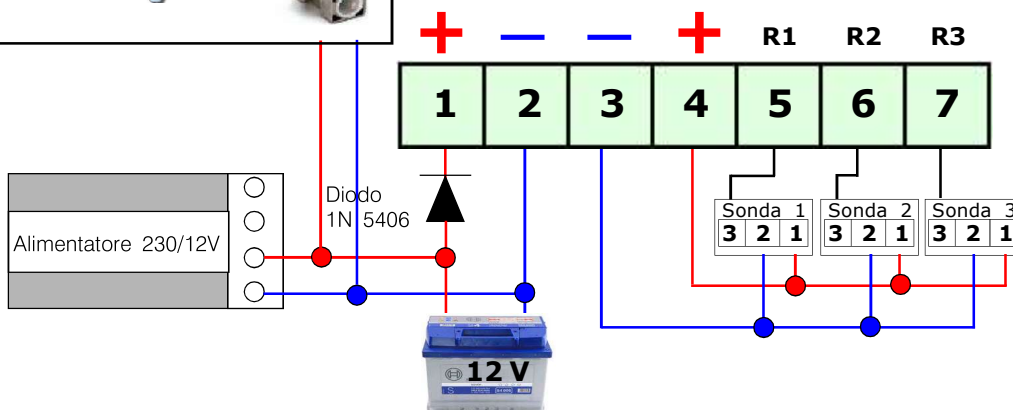 + — — + R1 R2 R3
1 2 3 4 5 6 7
Diodo
1N 5406
Alimentatore 230/12V
Sonda 1
3 2 1
Sonda 2
3 2 1
Sonda 3
3 2 1
12 V